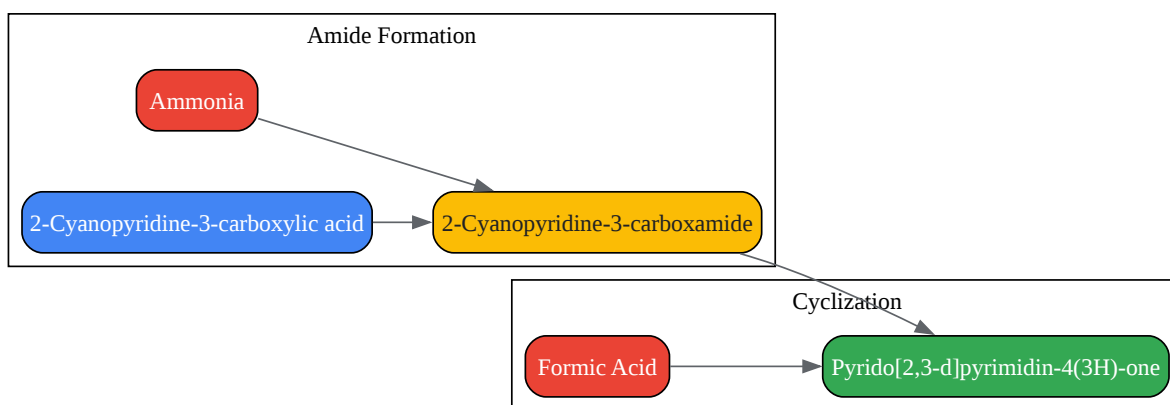 Amide Formation
Ammonia
2-Cyanopyridine-3-carboxylic acid
2-Cyanopyridine-3-carboxamide
Cyclization
Formic Acid
Pyrido[2,3-d]pyrimidin-4(3H)-one